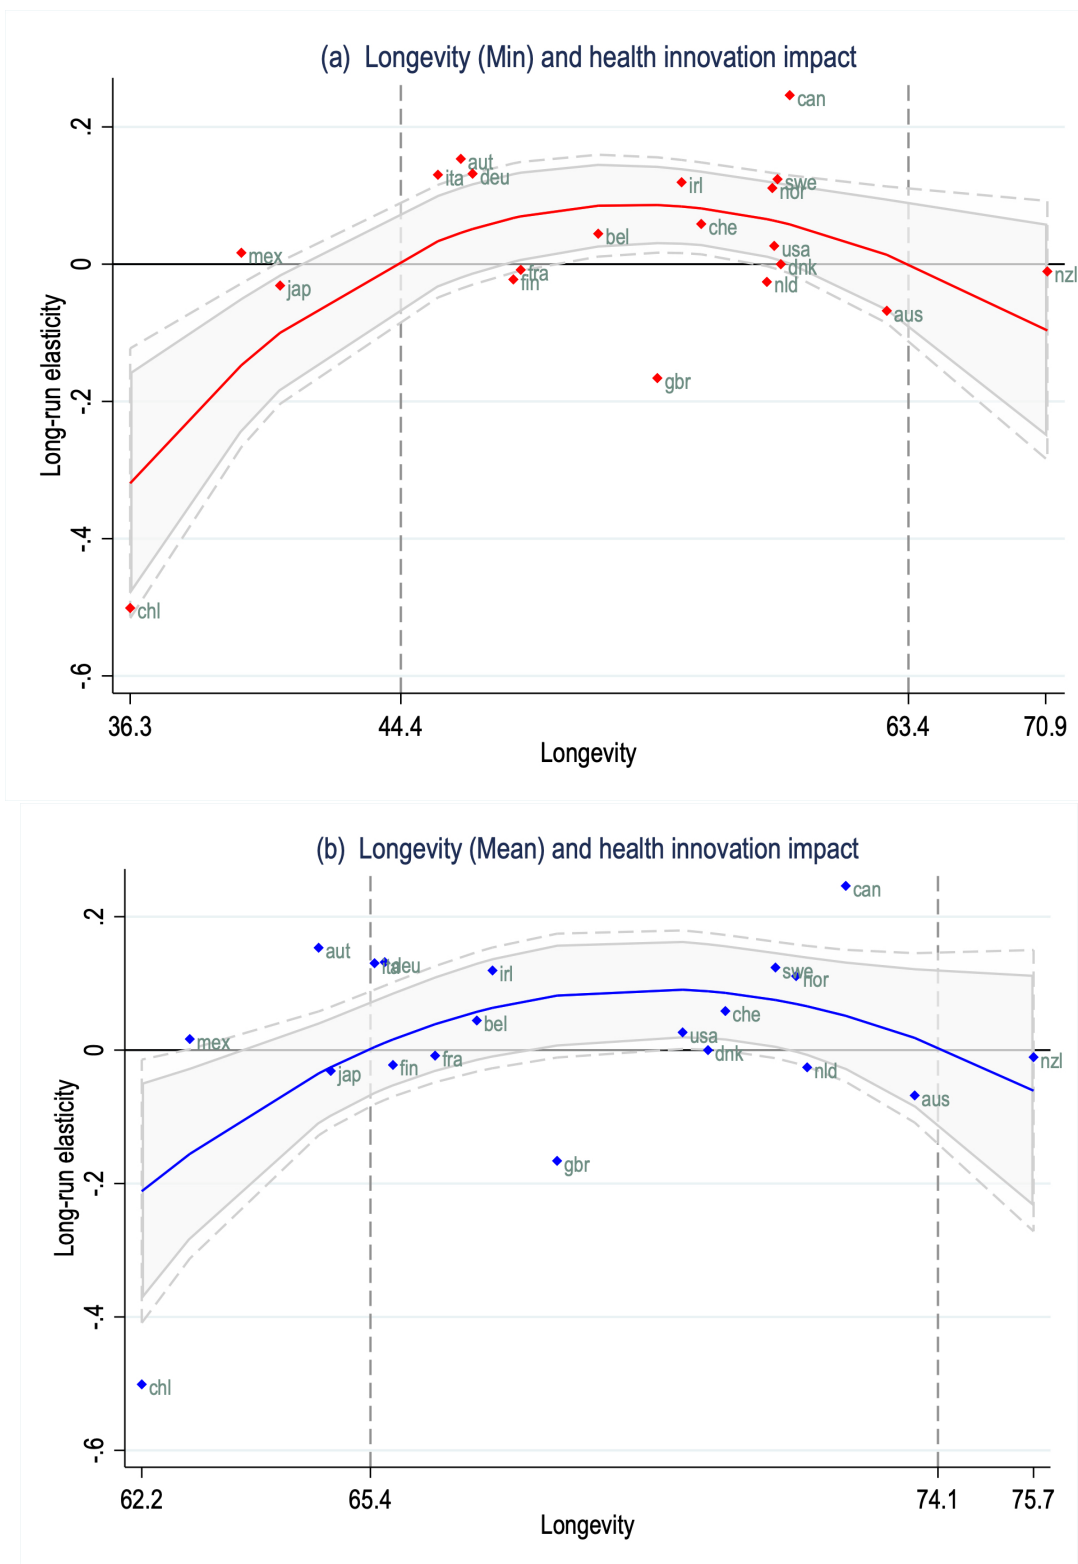 (a)  Longevity (Min) and health innovation impact
can
.2
aut
ita
deu
irl
swe
nor
che
bel
usa
mex
0
dnk
fra
fin
nld
jap
nzl
aus
Long-run elasticity
-.2
gbr
-.4
chl
-.6
36.3
44.4
63.4
70.9
Longevity
(b)  Longevity (Mean) and health innovation impact
can
.2
aut
ita
deu
irl
swe
nor
che
bel
usa
mex
0
dnk
fra
fin
nld
jap
nzl
aus
Long-run elasticity
gbr
-.2
-.4
chl
-.6
62.2
65.4
74.1
75.7
Longevity